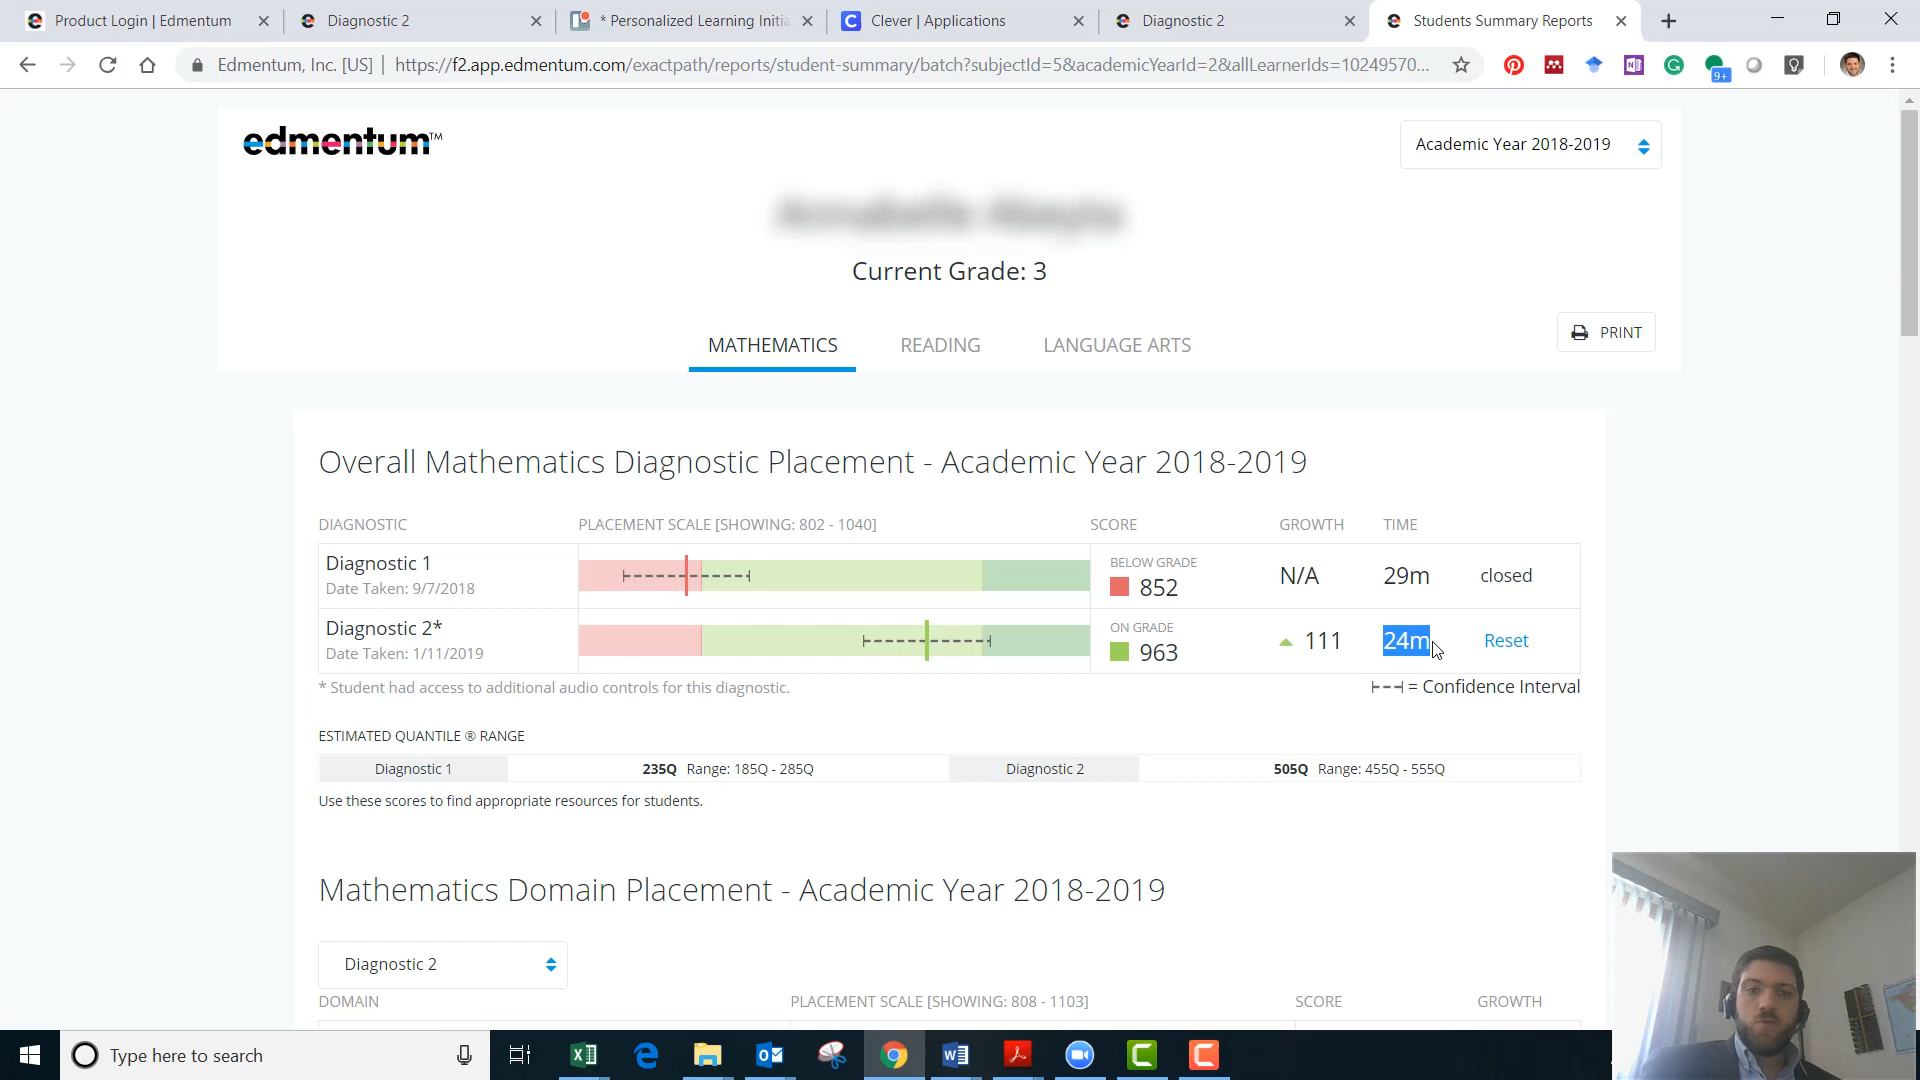 Product Login | Edmentum
Diagnostic 2
* Personalized Learning Initia
Clever | Applications
Diagnostic 2
Students Summary Reports
Edmentum, Inc. [US] | https://f2.app.edmentum.com/exactpath/reports/student-summary/batch?subjectId=5&academicYearId=2&allLearnerIds=10249570...
9+
edmentum™
Academic Year 2018-2019
Current Grade: 3
MATHEMATICS READING LANGUAGE ARTS
PRINT
Overall Mathematics Diagnostic Placement - Academic Year 2018-2019
DIAGNOSTIC PLACEMENT SCALE [SHOWING: 802 - 1040] SCORE GROWTH TIME
Diagnostic 1
Date Taken: 9/7/2018
BELOW GRADE
852
N/A 29m closed
Diagnostic 2*
Date Taken: 1/11/2019
ON GRADE
963
111 24m Reset
* Student had access to additional audio controls for this diagnostic.
= Confidence Interval
ESTIMATED QUANTILE ® RANGE
Diagnostic 1 235Q Range: 185Q - 285Q Diagnostic 2 505Q Range: 455Q - 555Q
Use these scores to find appropriate resources for students.
Mathematics Domain Placement - Academic Year 2018-2019
Diagnostic 2
DOMAIN PLACEMENT SCALE [SHOWING: 808 - 1103] SCORE GROWTH
Type here to search